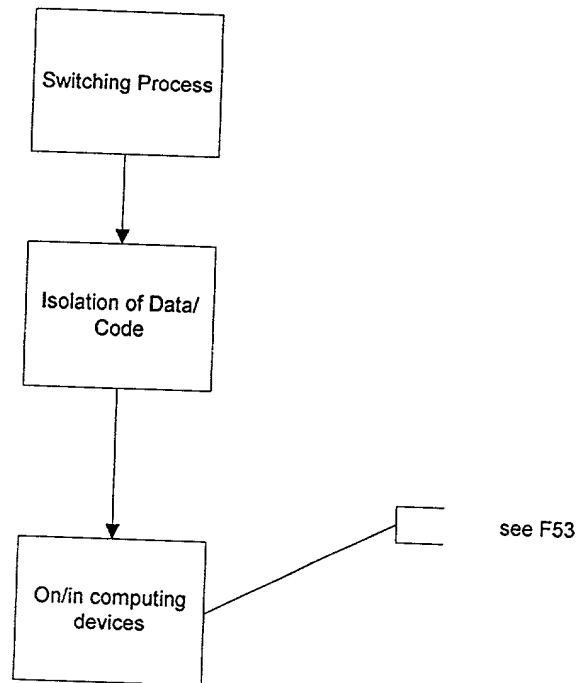 Switching Process
Isolation of Data/
Code
On/in computing
devices
see F53